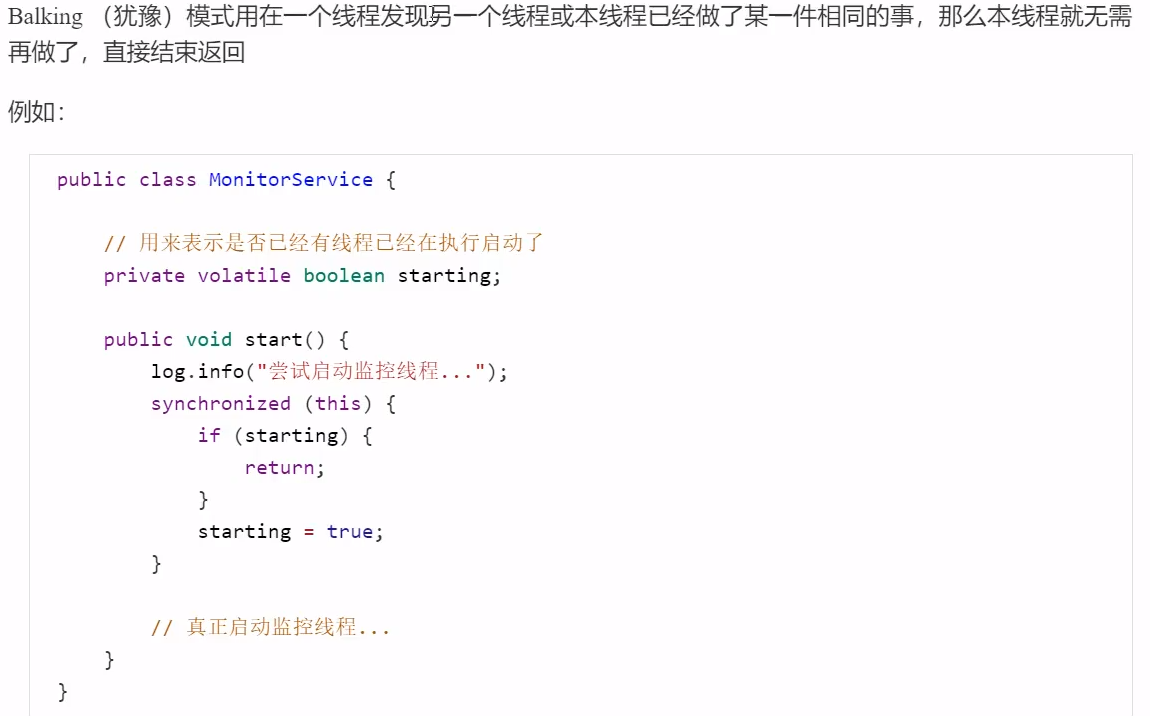 Balking （犹豫）模式用在一个线程发现另一个线程或本线程已经做了某一件相同的事，那么本线程就无需
再做了，直接结束返回
例如：
public class MonitorService {
    // 用来表示是否已经有线程已经在执行启动了
    private volatile boolean starting;
    public void start() {
        log.info("尝试启动监控线程...");
        synchronized (this) {
            if (starting) {
                return;
            }
            starting = true;
        }
        // 真正启动监控线程...
    }
}